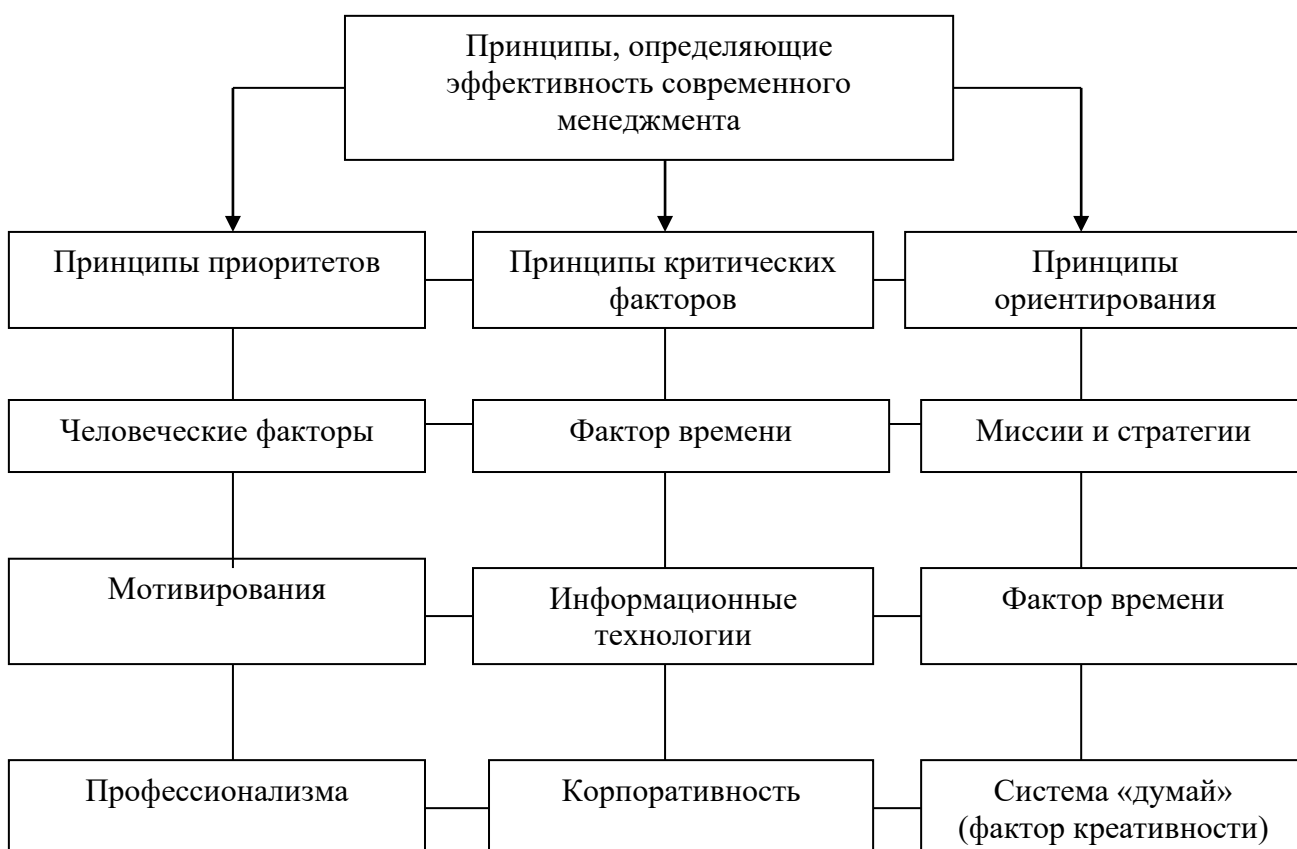 Принципы, определяющие
эффективность современного
менеджмента
Принципы приоритетов
Принципы критических
факторов
Принципы
ориентирования
Человеческие факторы
Фактор времени
Миссии и стратегии
Мотивирования
Информационные
технологии
Фактор времени
Профессионализма
Корпоративность
Система «думай»
(фактор креативности)